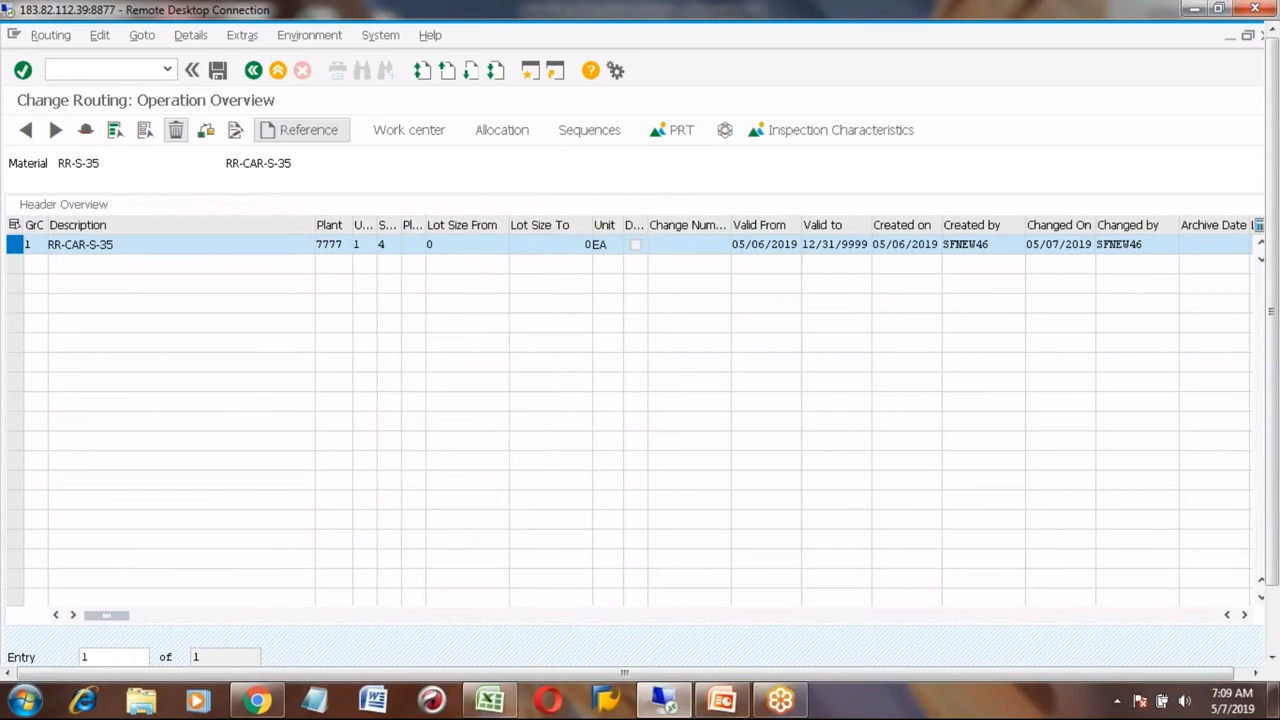 183.82.112.39:8877 - Remote Desktop Connection
Routing Edit Goto Details Extras Environment System Help
Change Routing: Operation Overview
Reference Work center Allocation Sequences PRT Inspection Characteristics
Material RR-S-35 RR-CAR-S-35
Header Overview
GrC Description Plant U... S... Pl... Lot Size From Lot Size To Unit D... Change Num... Valid From Valid to Created on Created by Changed On Changed by Archive Date
1 RR-CAR-S-35 7777 1 4 0 0 EA 05/06/2019 12/31/9999 05/06/2019 SFNEW46 05/07/2019 SFNEW46
Entry 1 of 1
7:09 AM
5/7/2019